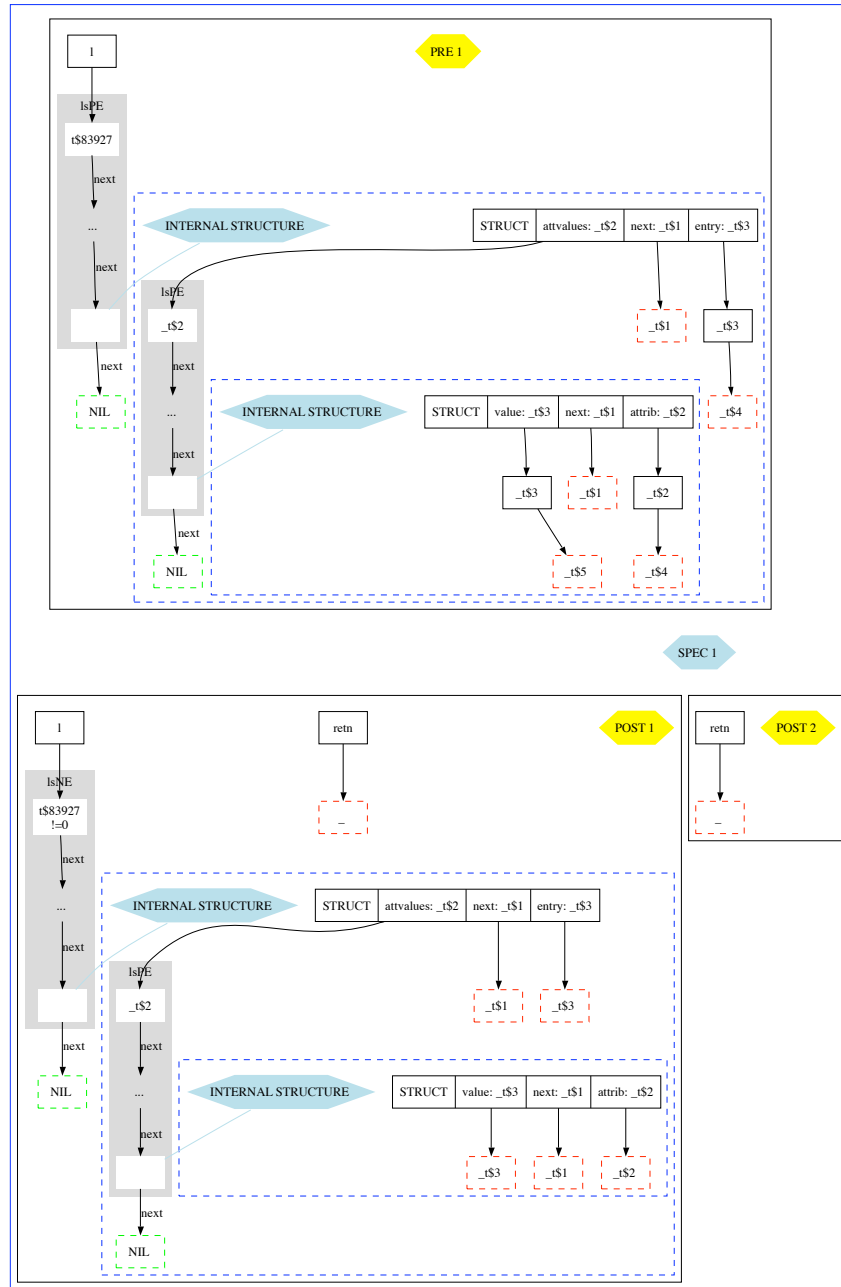 l
PRE 1
lsPE
t$83927
next
...
INTERNAL STRUCTURE
STRUCT attvalues: _t$2 next: _t$1 entry: _t$3
next
lsPE
_t$2
_t$1
_t$3
next
next
NIL
...
INTERNAL STRUCTURE
STRUCT value: _t$3 next: _t$1 attrib: _t$2
_t$4
next
_t$3
_t$1
_t$2
next
NIL
_t$5
_t$4
SPEC 1
l
retn
POST 1
retn
POST 2
lsNE
t$83927
!=0
_
_
next
...
INTERNAL STRUCTURE
STRUCT attvalues: _t$2 next: _t$1 entry: _t$3
next
lsPE
_t$2
_t$1
_t$3
next
next
NIL
...
INTERNAL STRUCTURE
STRUCT value: _t$3 next: _t$1 attrib: _t$2
next
_t$3
_t$1
_t$2
next
NIL